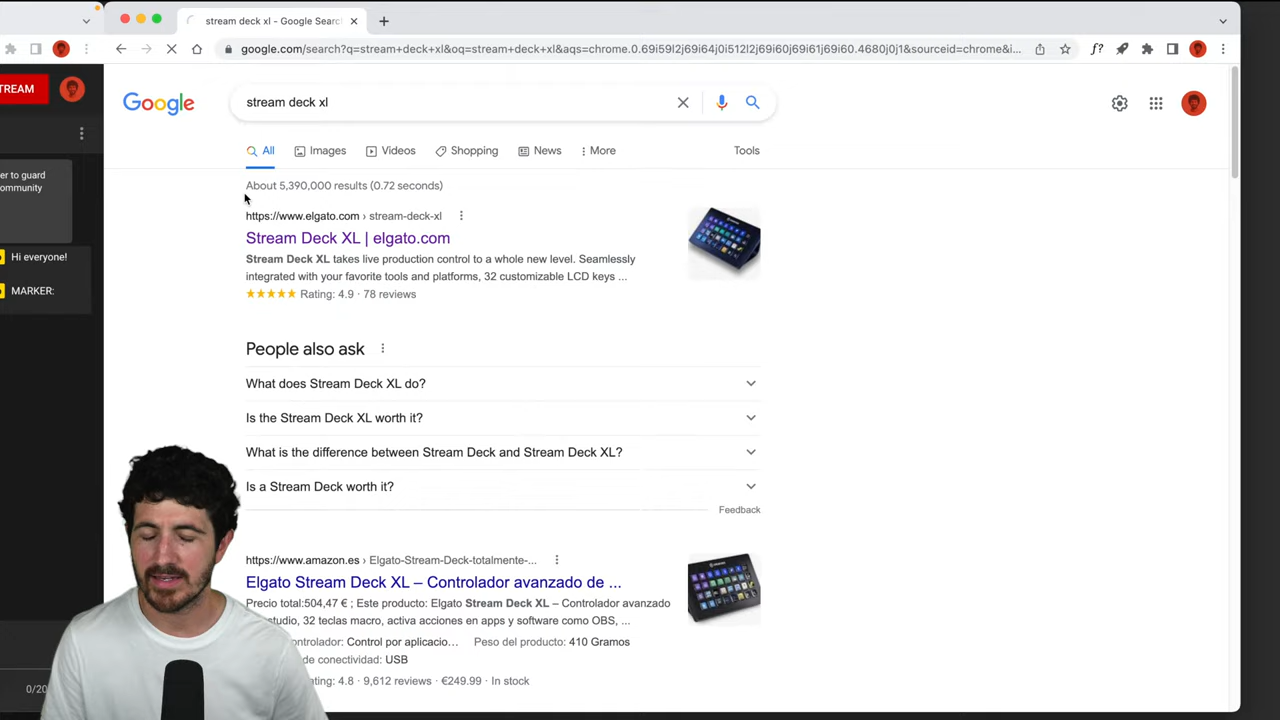 stream deck xl - Google Search
google.com/search?q=stream+deck+xl&oq=stream+deck+xl&aqs=chrome.0.69i59l2j69i64j0i512l2j69i60j69i61j69i60.4680j0j1&sourceid=chrome&i...
TREAM
er to guard
ommunity
Hi everyone!
MARKER:
0/20
Google
stream deck xl
All
Images
Videos
Shopping
News
More
Tools
About 5,390,000 results (0.72 seconds)
https://www.elgato.com › stream-deck-xl
Stream Deck XL | elgato.com
Stream Deck XL takes live production control to a whole new level. Seamlessly
integrated with your favorite tools and platforms, 32 customizable LCD keys ...
Rating: 4.9 · 78 reviews
People also ask
What does Stream Deck XL do?
Is the Stream Deck XL worth it?
What is the difference between Stream Deck and Stream Deck XL?
Is a Stream Deck worth it?
Feedback
https://www.amazon.es › Elgato-Stream-Deck-totalmente-...
Elgato Stream Deck XL – Controlador avanzado de ...
Precio total:504,47 € ; Este producto: Elgato Stream Deck XL – Controlador avanzado
studio, 32 teclas macro, activa acciones en apps y software como OBS, ...
ontrolador: Control por aplicacio... Peso del producto: 410 Gramos
de conectividad: USB
ating: 4.8 · 9,612 reviews · €249.99 · In stock